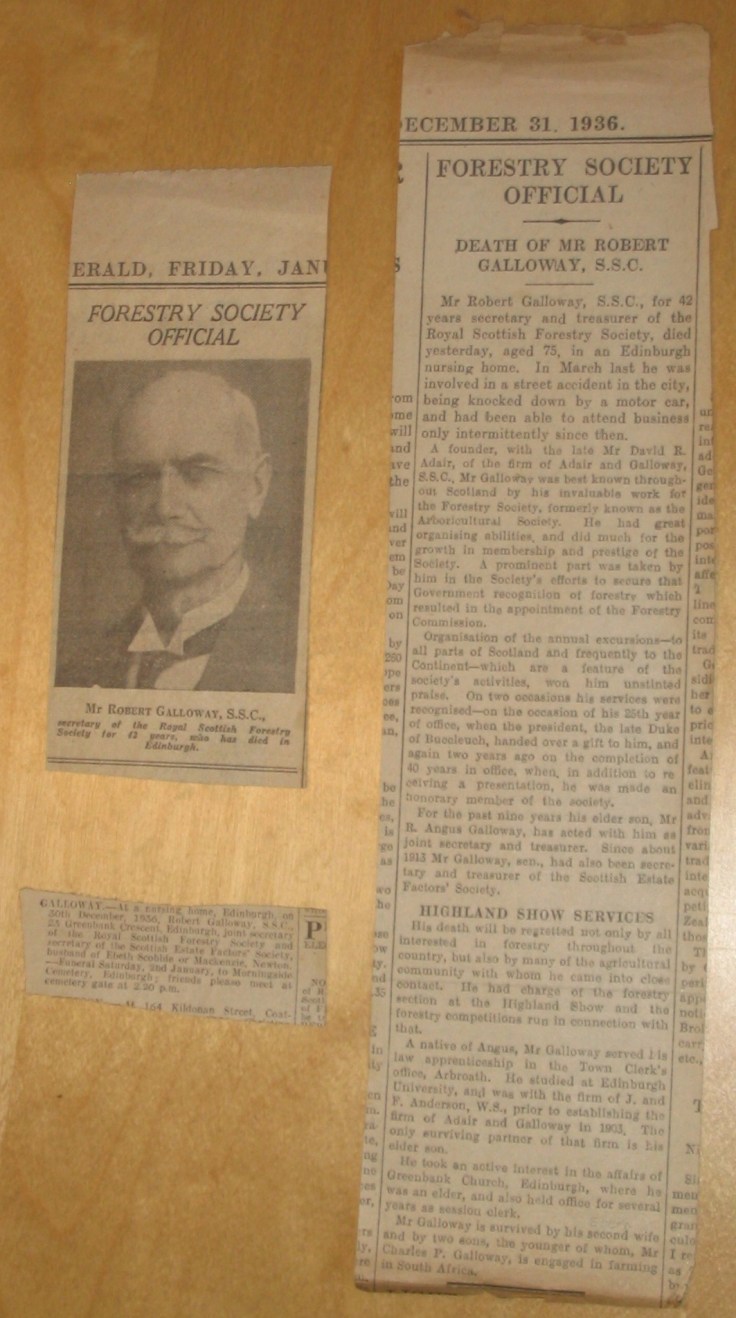 ERALD, FRIDAY, JAN
FORESTRY SOCIETY
OFFICIAL
Mr ROBERT GALLOWAY, S.S.C.,
secretary of the Royal Scottish Forestry
Society for 42 years, who has died in
Edinburgh.
GALLOWAY.—At a nursing home, Edinburgh, on
30th December, 1936, Robert Galloway, S.S.C.,
25 Greenbank Crescent, Edinburgh, joint secretary
of the Royal Scottish Forestry Society and
secretary of the Scottish Estate Factors' Society,
husband of Ebeth Scobbie or Mackenzie, Newton.
—Funeral Saturday, 2nd January, to Morningside
Cemetery, Edinburgh; friends please meet at
cemetery gate at 2.20 p.m.
164 Kildonan Street, Coat-
P
ECEMBER 31, 1936.
FORESTRY SOCIETY
OFFICIAL
DEATH OF MR ROBERT
GALLOWAY, S.S.C.
Mr Robert Galloway, S.S.C., for 42
years secretary and treasurer of the
Royal Scottish Forestry Society, died
yesterday, aged 75, in an Edinburgh
nursing home. In March last he was
involved in a street accident in the city,
being knocked down by a motor car,
and had been able to attend business
only intermittently since then.
A founder, with the late Mr David R.
Adair, of the firm of Adair and Galloway,
S.S.C., Mr Galloway was best known through-
out Scotland by his invaluable work for
the Forestry Society, formerly known as the
Arboricultural Society. He had great
organising abilities, and did much for the
growth in membership and prestige of the
Society. A prominent part was taken by
him in the Society's efforts to secure that
Government recognition of forestry which
resulted in the appointment of the Forestry
Commission.
Organisation of the annual excursions—to
all parts of Scotland and frequently to the
Continent—which are a feature of the
society's activities, won him unstinted
praise. On two occasions his services were
recognised—on the occasion of his 25th year
of office, when the president, the late Duke
of Buccleuch, handed over a gift to him, and
again two years ago on the completion of
40 years in office, when, in addition to re
ceiving a presentation, he was made an
honorary member of the society.
For the past nine years his elder son, Mr
R. Angus Galloway, has acted with him as
joint secretary and treasurer. Since about
1913 Mr Galloway, sen., had also been secre-
tary and treasurer of the Scottish Estate
Factors' Society.
HIGHLAND SHOW SERVICES
His death will be regretted not only by all
interested in forestry throughout the
country, but also by many of the agricultural
community with whom he came into close
contact. He had charge of the forestry
section at the Highland Show and the
forestry competitions run in connection with
that.
A native of Angus, Mr Galloway served his
law apprenticeship in the Town Clerk's
office, Arbroath. He studied at Edinburgh
University, and was with the firm of J. and
F. Anderson, W.S., prior to establishing the
firm of Adair and Galloway in 1903. The
only surviving partner of that firm is his
elder son.
He took an active interest in the affairs of
Greenbank Church, Edinburgh, where he
was an elder, and also held office for several
years as session clerk.
Mr Galloway is survived by his second wife
and by two sons, the younger of whom, Mr
Charles P. Galloway, is engaged in farming
in South Africa.